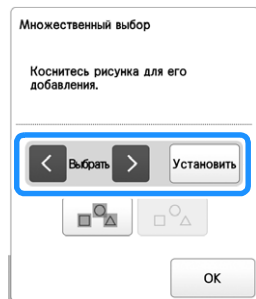 Множественный выбор
Коснитесь рисунка для его
добавления.
< Выбрать > Установить
OK